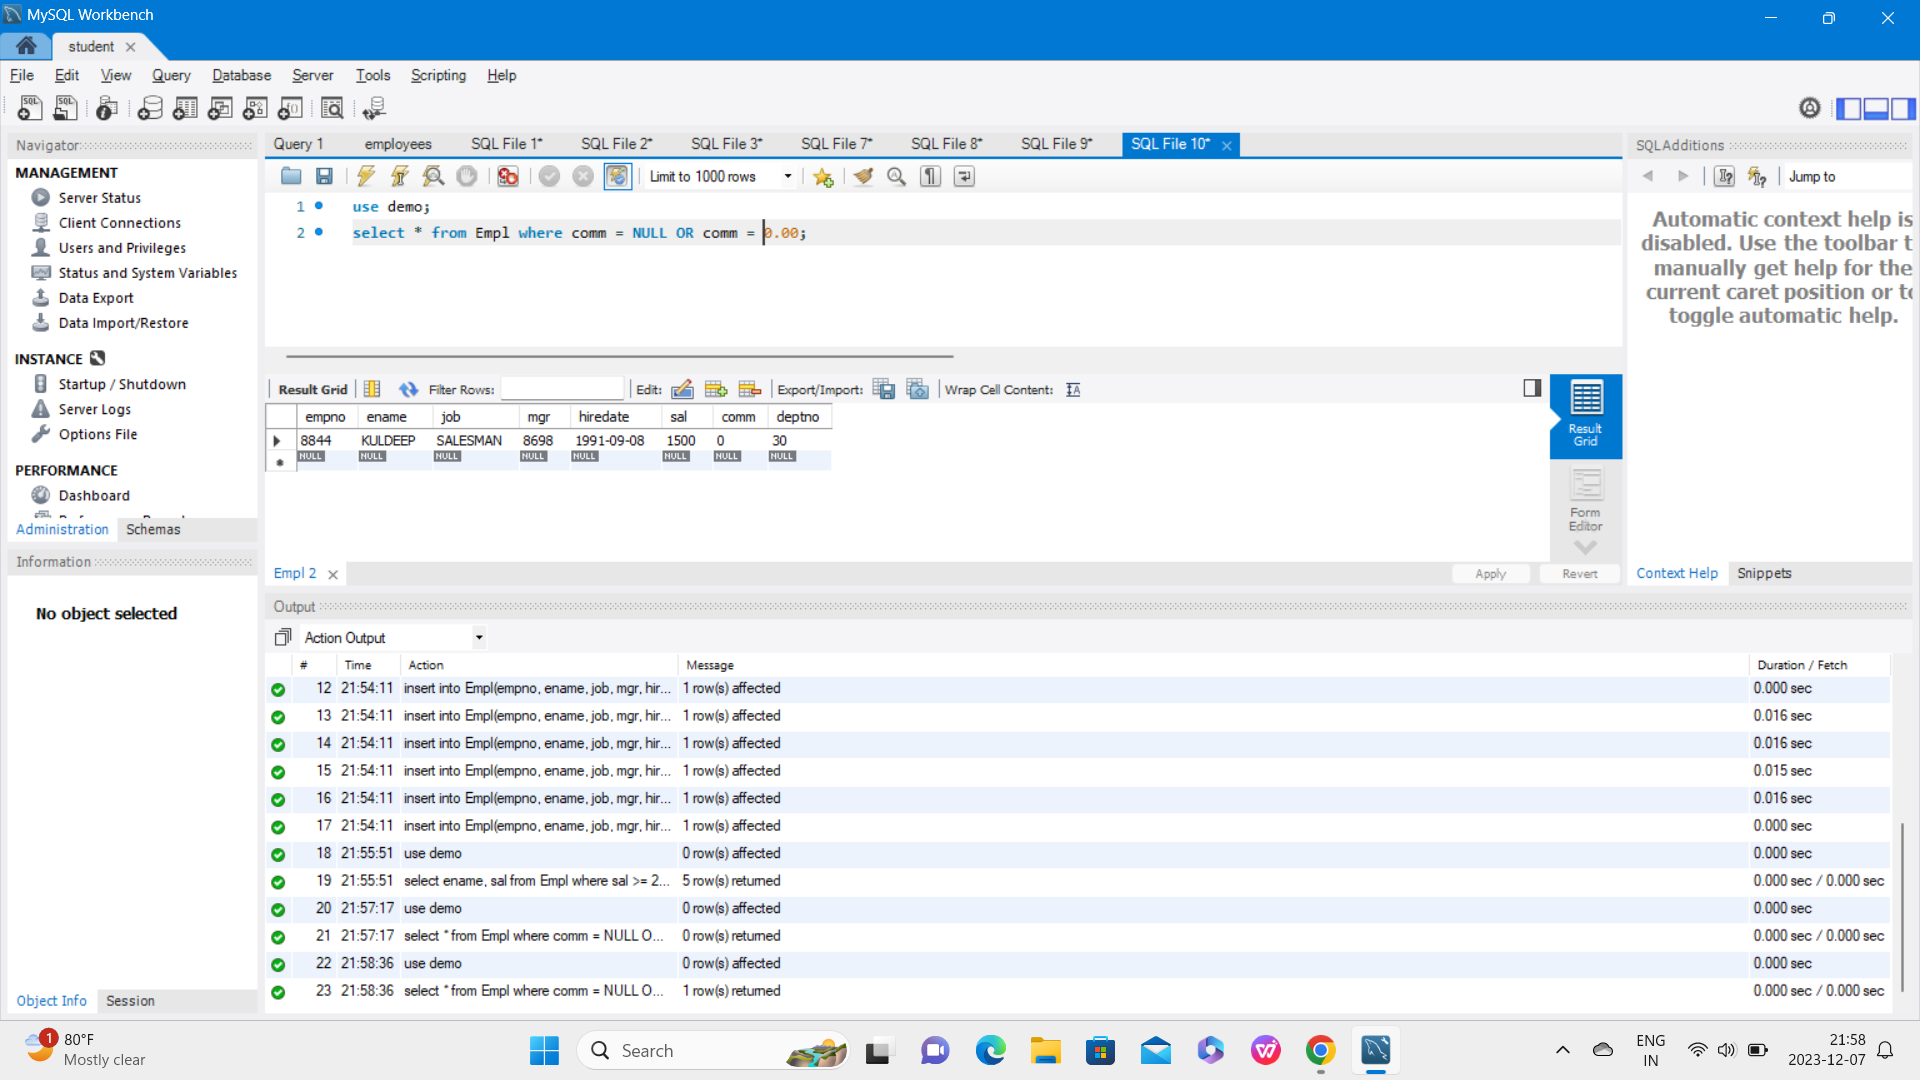 MySQL Workbench
student
File Edit View Query Database Server Tools Scripting Help
Navigator
MANAGEMENT
Server Status
Client Connections
Users and Privileges
Status and System Variables
Data Export
Data Import/Restore
INSTANCE
Startup / Shutdown
Server Logs
Options File
PERFORMANCE
Dashboard
Administration Schemas
Information
No object selected
Object Info Session
Query 1 employees SQL File 1* SQL File 2* SQL File 3* SQL File 7* SQL File 8* SQL File 9* SQL File 10*
Limit to 1000 rows
1 use demo;
2 select * from Empl where comm = NULL OR comm = 0.00;
Result Grid Filter Rows: Edit: Export/Import: Wrap Cell Content:
empno ename job mgr hiredate sal comm deptno
8844 KULDEEP SALESMAN 8698 1991-09-08 1500 0 30
NULL NULL NULL NULL NULL NULL NULL NULL
Result
Grid
Form
Editor
Empl 2
Apply Revert
SQLAdditions
Jump to
Automatic context help is
disabled. Use the toolbar t
manually get help for the
current caret position or to
toggle automatic help.
Context Help Snippets
Output
Action Output
# Time Action Message Duration / Fetch
12 21:54:11 insert into Empl(empno, ename, job, mgr, hir... 1 row(s) affected 0.000 sec
13 21:54:11 insert into Empl(empno, ename, job, mgr, hir... 1 row(s) affected 0.016 sec
14 21:54:11 insert into Empl(empno, ename, job, mgr, hir... 1 row(s) affected 0.016 sec
15 21:54:11 insert into Empl(empno, ename, job, mgr, hir... 1 row(s) affected 0.015 sec
16 21:54:11 insert into Empl(empno, ename, job, mgr, hir... 1 row(s) affected 0.016 sec
17 21:54:11 insert into Empl(empno, ename, job, mgr, hir... 1 row(s) affected 0.000 sec
18 21:55:51 use demo 0 row(s) affected 0.000 sec
19 21:55:51 select ename, sal from Empl where sal >= 2... 5 row(s) returned 0.000 sec / 0.000 sec
20 21:57:17 use demo 0 row(s) affected 0.000 sec
21 21:57:17 select * from Empl where comm = NULL O... 0 row(s) returned 0.000 sec / 0.000 sec
22 21:58:36 use demo 0 row(s) affected 0.000 sec
23 21:58:36 select * from Empl where comm = NULL O... 1 row(s) returned 0.000 sec / 0.000 sec
1
80°F
Mostly clear
Search
ENG
IN
21:58
2023-12-07